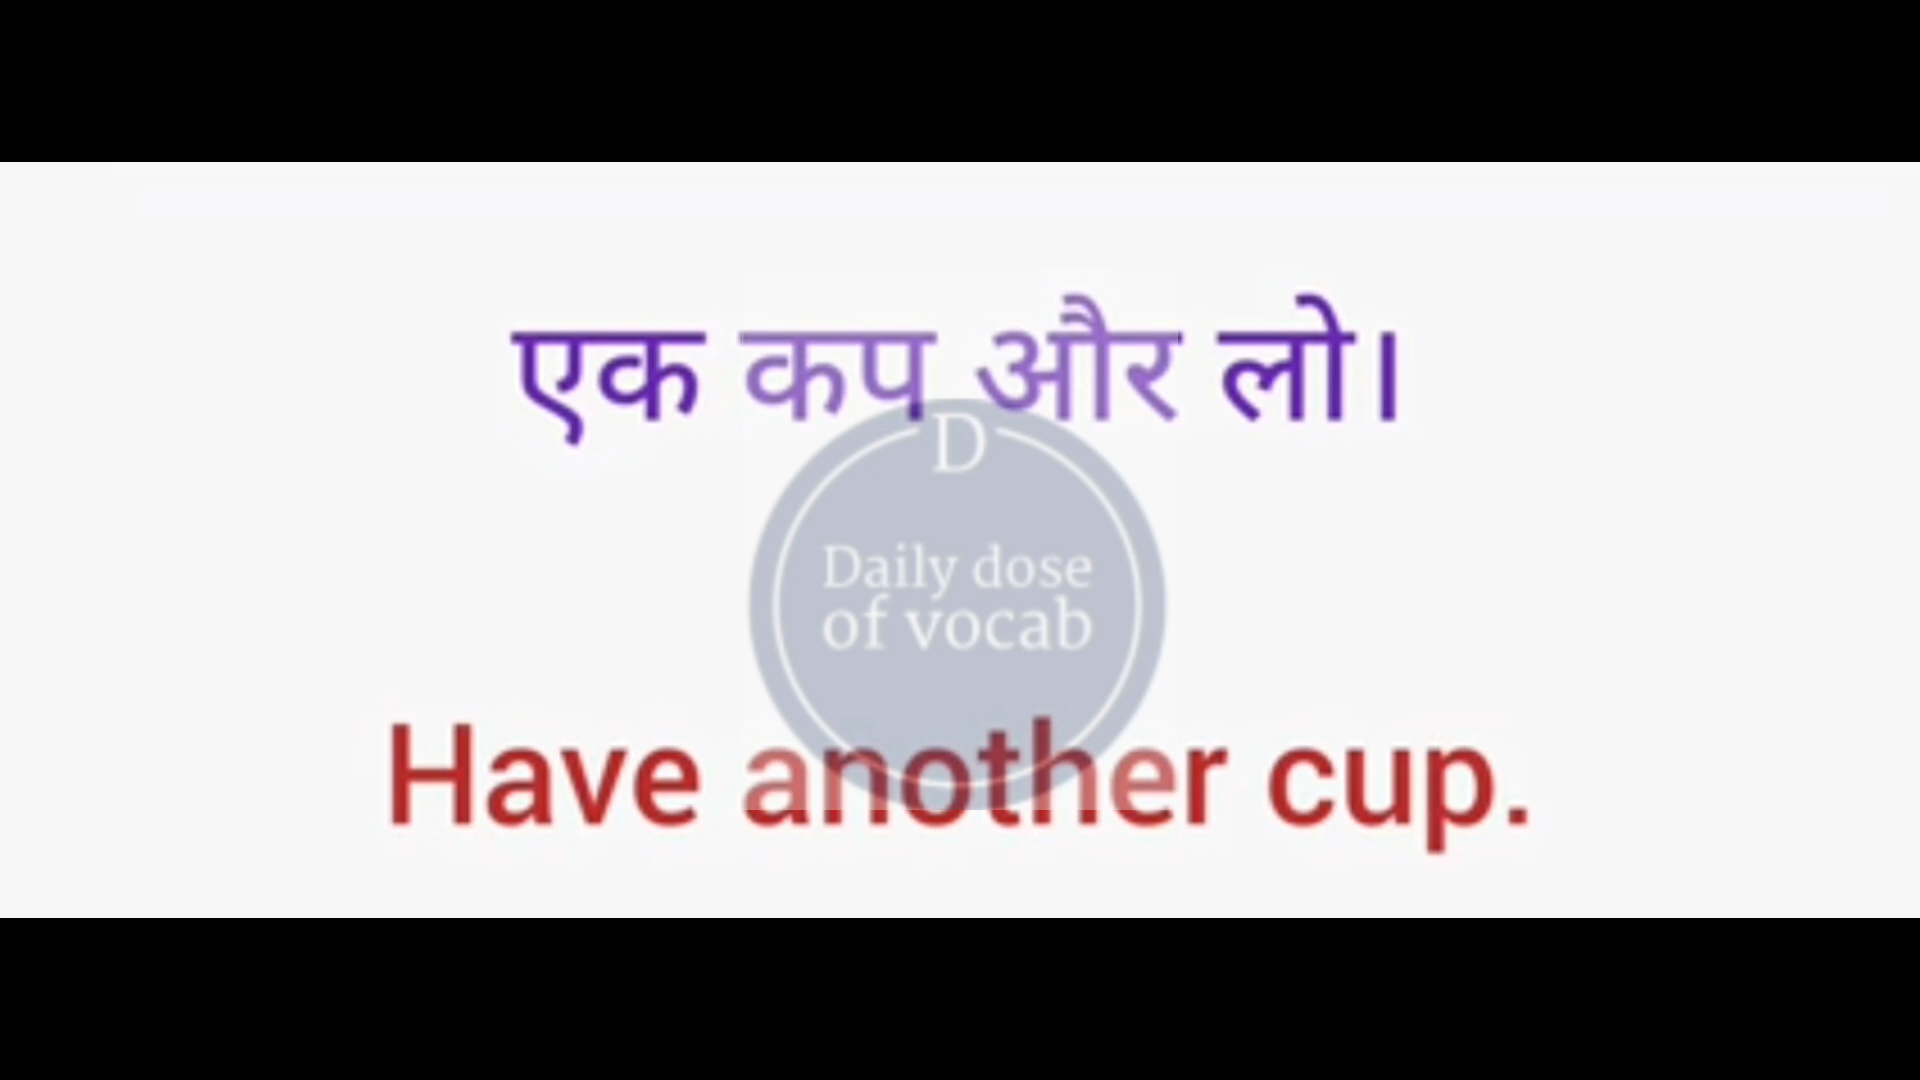 एक कप और लो।
D
Daily dose
of vocab
Have another cup.